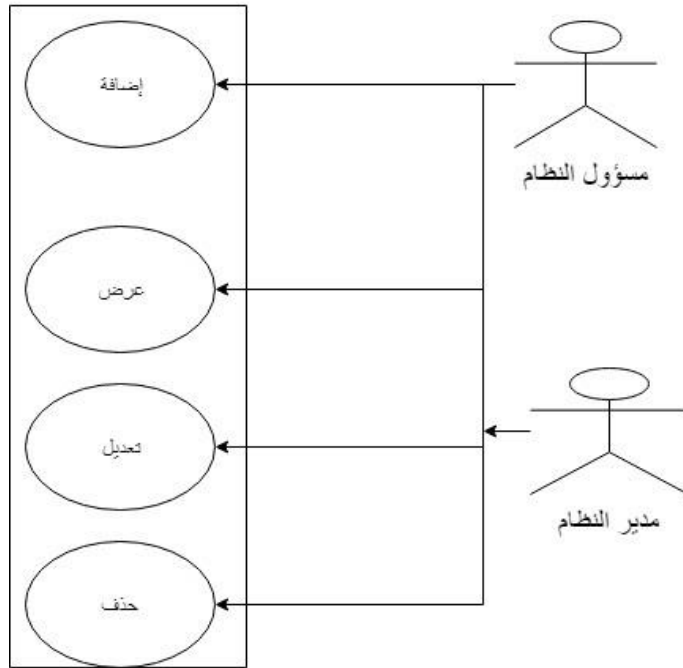 إضافة
مسؤول النظام
عرض
تعديل
مدير النظام
حذف